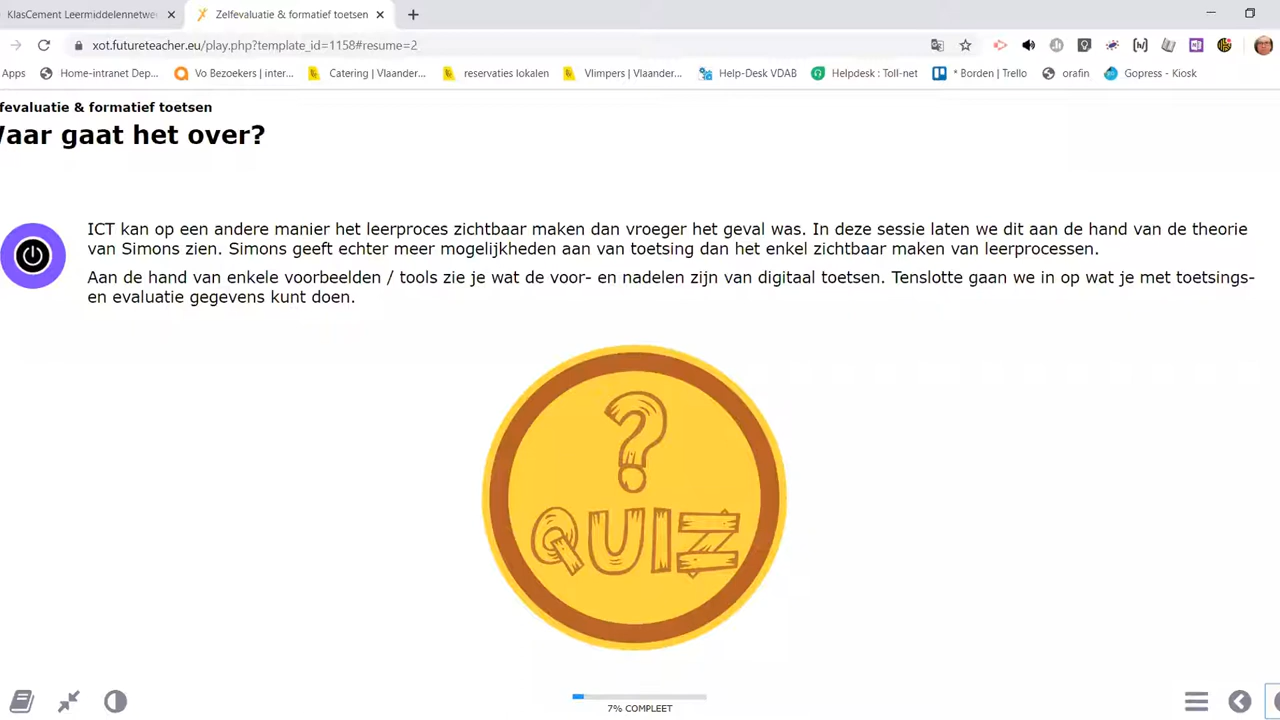 KlasCement Leermiddelennetwe
Zelfevaluatie & formatief toetsen
xot.futureteacher.eu/play.php?template_id=1158#resume=2
Apps Home-intranet Dep... Vo Bezoekers | inter... Catering | Vlaander... reservaties lokalen Vlimpers | Vlaander... Help-Desk VDAB Helpdesk : Toll-net * Borden | Trello orafin Gopress - Kiosk
fevaluatie & formatief toetsen
Waar gaat het over?
ICT kan op een andere manier het leerproces zichtbaar maken dan vroeger het geval was. In deze sessie laten we dit aan de hand van de theorie
van Simons zien. Simons geeft echter meer mogelijkheden aan van toetsing dan het enkel zichtbaar maken van leerprocessen.
Aan de hand van enkele voorbeelden / tools zie je wat de voor- en nadelen zijn van digitaal toetsen. Tenslotte gaan we in op wat je met toetsings-
en evaluatie gegevens kunt doen.
?
QUIZ
7% COMPLEET